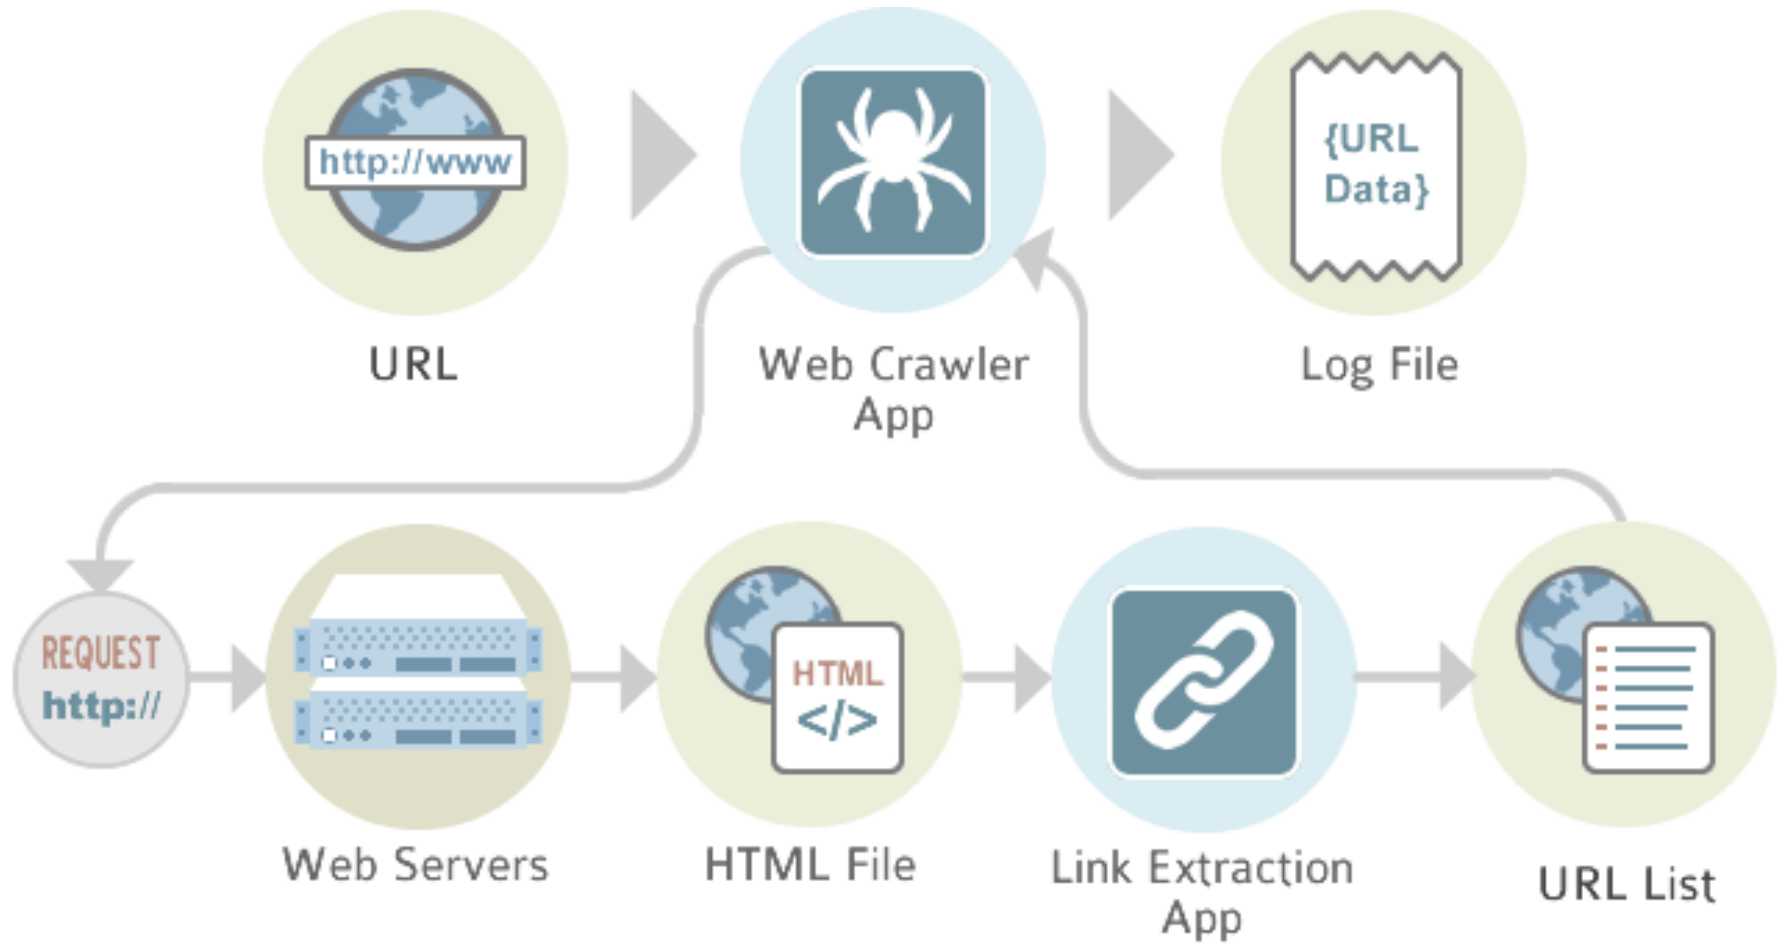 http://www
{URL
Data}
URL
Web Crawler
App
Log File
REQUEST
http://
HTML
</>
Web Servers
HTML File
Link Extraction
App
URL List